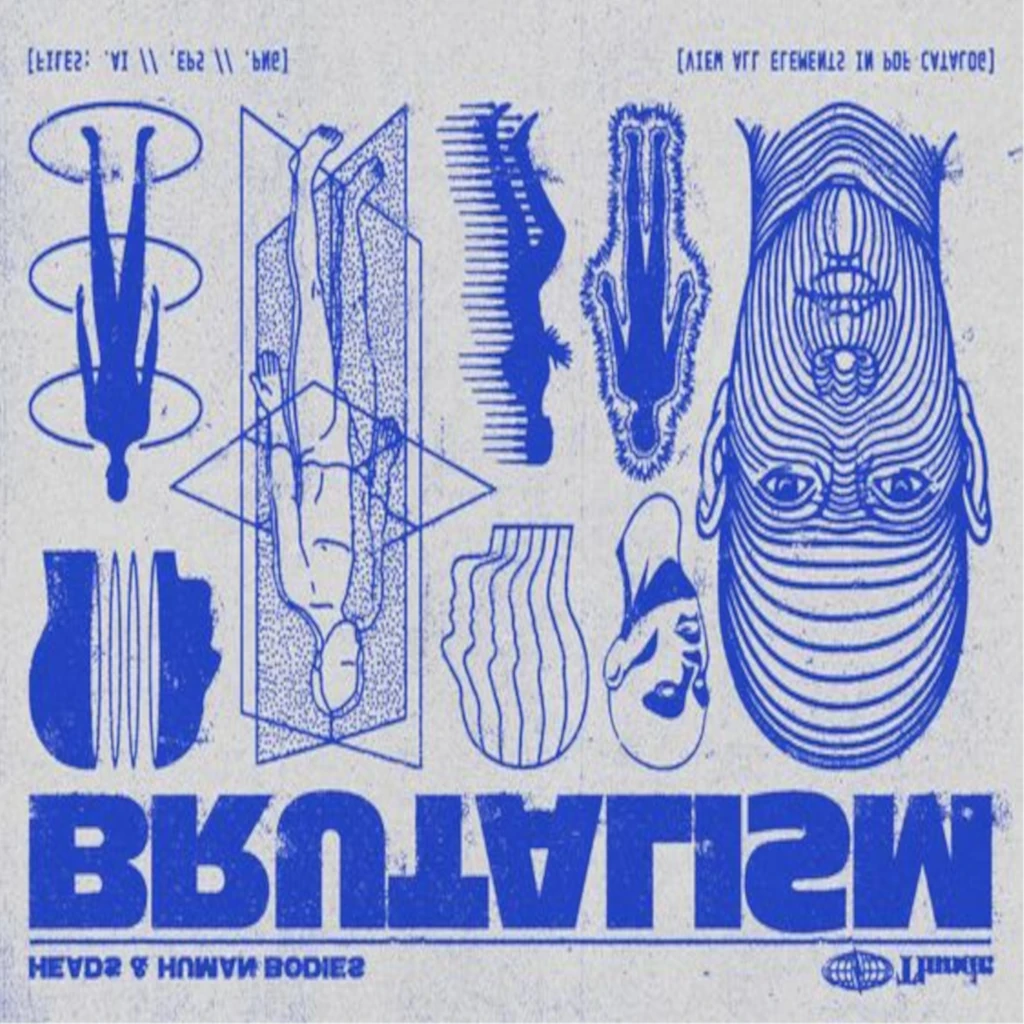 HEADS & HUMAN BODIES
BRUTALISM
[FILES: .AI // .EPS // .PNG]
[VIEW ALL ELEMENTS IN PDF CATALOG]